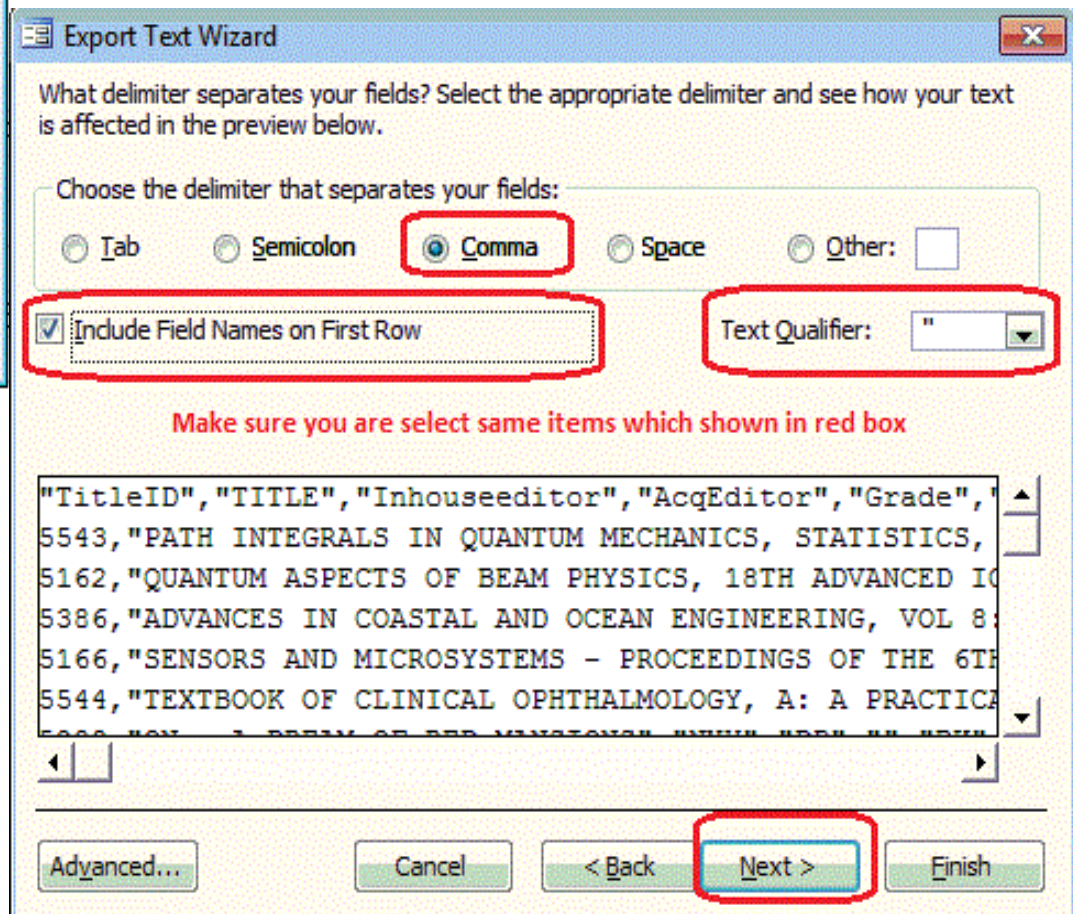 Export Text Wizard
What delimiter separates your fields? Select the appropriate delimiter and see how your text
is affected in the preview below.
Choose the delimiter that separates your fields:
Tab Semicolon Comma Space Other:
Include Field Names on First Row Text Qualifier: "
Make sure you are select same items which shown in red box
"TitleID","TITLE","Inhouseeditor","AcqEditor","Grade","
5543,"PATH INTEGRALS IN QUANTUM MECHANICS, STATISTICS,
5162,"QUANTUM ASPECTS OF BEAM PHYSICS, 18TH ADVANCED IC
5386,"ADVANCES IN COASTAL AND OCEAN ENGINEERING, VOL 8:
5166,"SENSORS AND MICROSYSTEMS - PROCEEDINGS OF THE 6TH
5544,"TEXTBOOK OF CLINICAL OPHTHALMOLOGY, A: A PRACTICA
Advanced... Cancel < Back Next > Finish